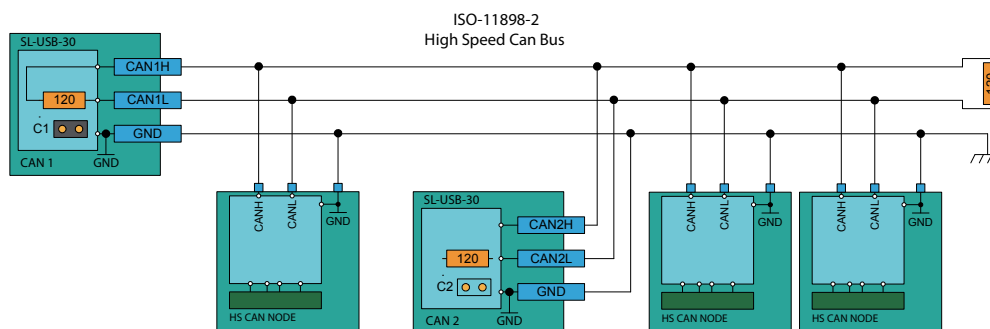 ISO-11898-2
High Speed Can Bus
SL-USB-30
CAN1H
120
CAN1L
C1
GND
CAN 1
GND
120
CANH
CANL
GND
HS CAN NODE
SL-USB-30
CAN2H
120
CAN2L
C2
GND
CAN 2
GND
CANH
CANL
GND
HS CAN NODE
CANH
CANL
GND
HS CAN NODE